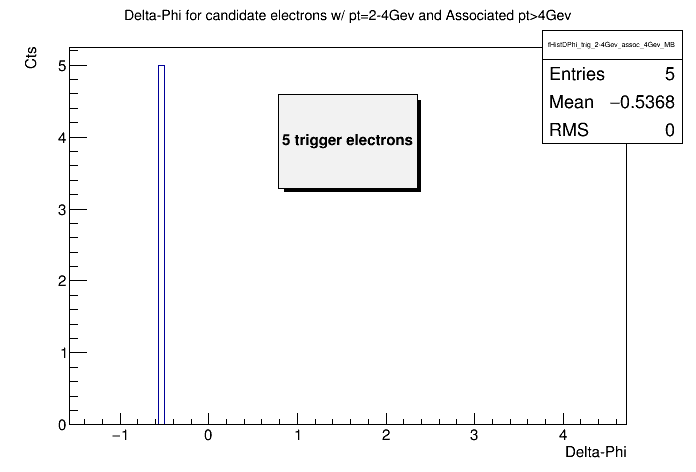 Delta-Phi for candidate electrons w/ pt=2-4Gev and Associated pt>4Gev
fHistDPhi_trig_2-4Gev_assoc_4Gev_MB
Entries 5
Mean −0.5368
RMS 0
Cts
5 trigger electrons
5
4
3
2
1
0
−1 0 1 2 3 4
Delta-Phi